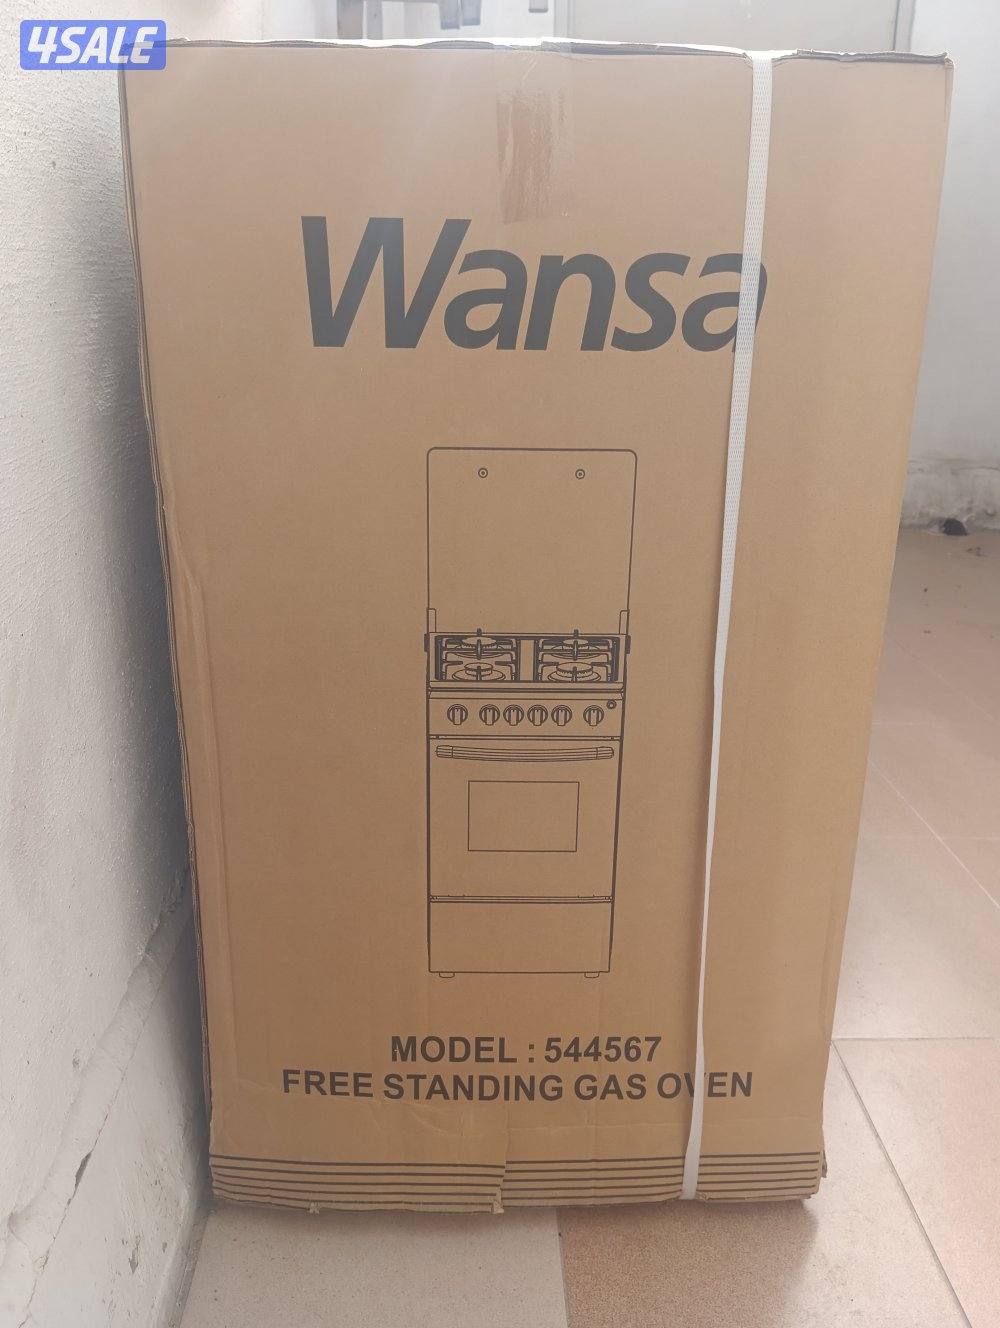 4SALE
Wansa
MODEL : 544567
FREE STANDING GAS OVEN